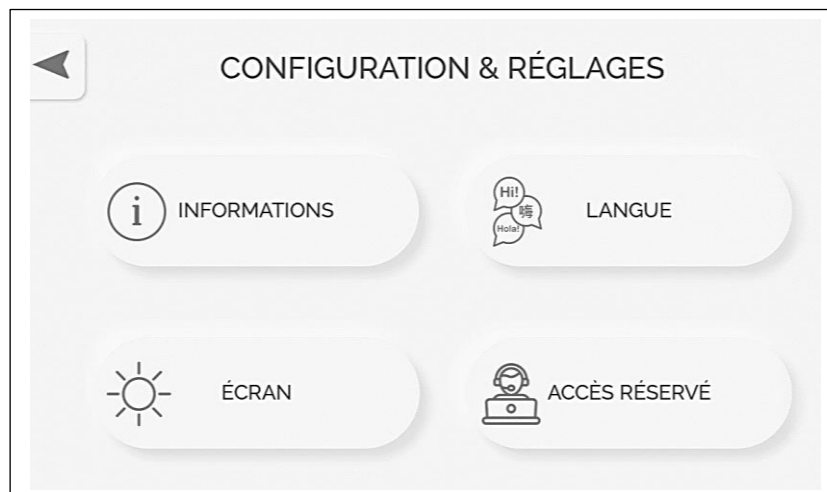 CONFIGURATION & RÉGLAGES
i INFORMATIONS
Hi!
嗨
Hola!
LANGUE
ÉCRAN
ACCÈS RÉSERVÉ